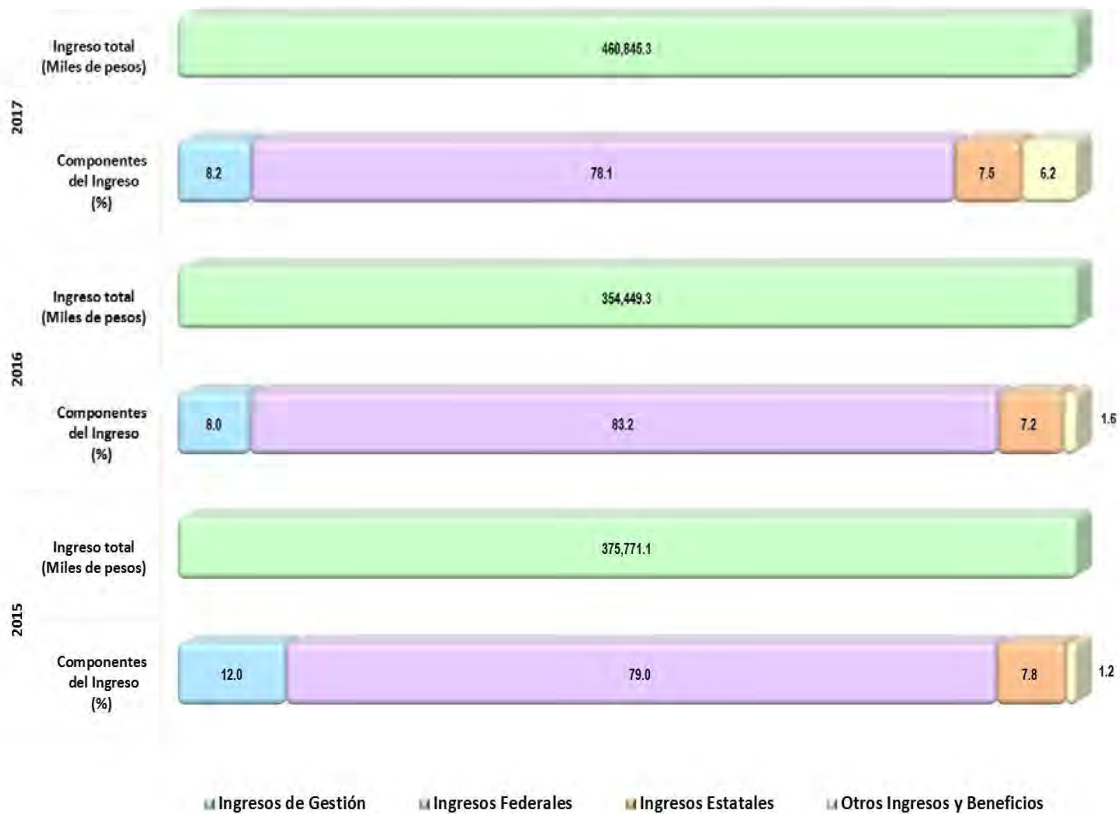 2017
Ingreso total
(Miles de pesos)
460,845.3
Componentes
del Ingreso
(%)
8.2 78.1 7.5 6.2
2016
Ingreso total
(Miles de pesos)
354,449.3
Componentes
del Ingreso
(%)
8.0 83.2 7.2 1.6
2015
Ingreso total
(Miles de pesos)
375,771.1
Componentes
del Ingreso
(%)
12.0 79.0 7.8 1.2
Ingresos de Gestión Ingresos Federales Ingresos Estatales Otros Ingresos y Beneficios